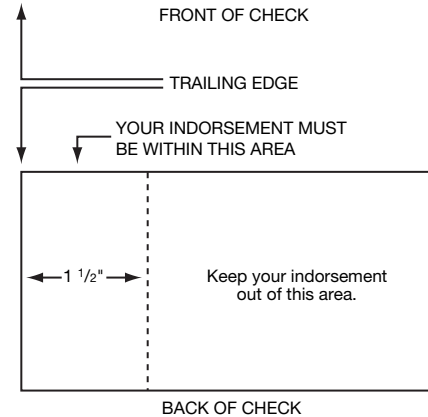 FRONT OF CHECK
TRAILING EDGE
YOUR INDORSEMENT MUST
BE WITHIN THIS AREA
1 1/2"
Keep your indorsement
out of this area.
BACK OF CHECK